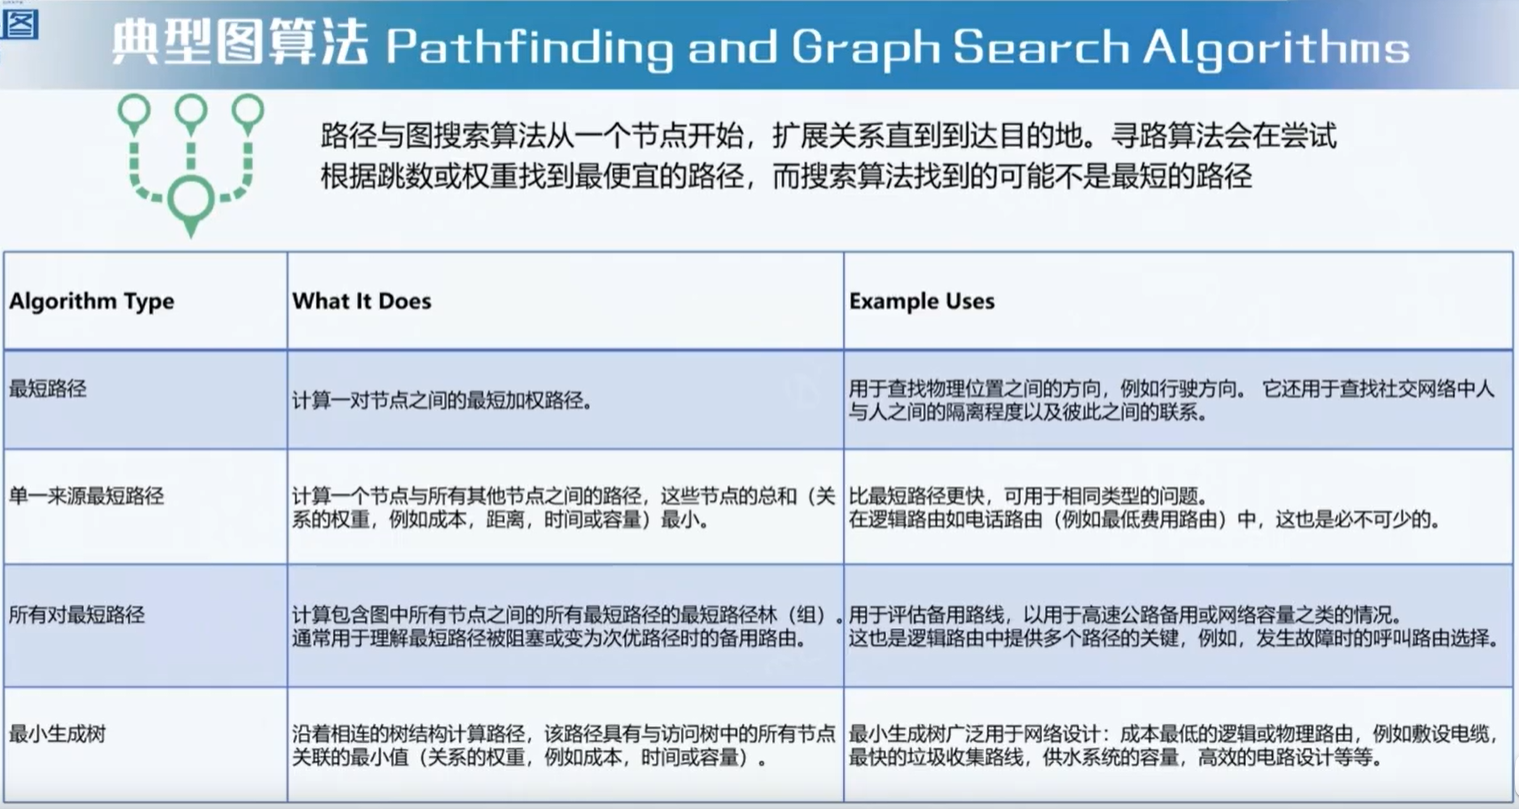 图
典型图算法 Pathfinding and Graph Search Algorithms
路径与图搜索算法从一个节点开始，扩展关系直到到达目的地。寻路算法会在尝试
根据跳数或权重找到最便宜的路径，而搜索算法找到的可能不是最短的路径
Algorithm Type
What It Does
Example Uses
最短路径
计算一对节点之间的最短加权路径。
用于查找物理位置之间的方向，例如行驶方向。 它还用于查找社交网络中人
与人之间的隔离程度以及彼此之间的联系。
单一来源最短路径
计算一个节点与所有其他节点之间的路径，这些节点的总和（关
系的权重，例如成本，距离，时间或容量）最小。
比最短路径更快，可用于相同类型的问题。
在逻辑路由如电话路由（例如最低费用路由）中，这也是必不可少的。
所有对最短路径
计算包含图中所有节点之间的所有最短路径的最短路径林（组）。
通常用于理解最短路径被阻塞或变为次优路径时的备用路由。
用于评估备用路线，以用于高速公路备用或网络容量之类的情况。
这也是逻辑路由中提供多个路径的关键，例如，发生故障时的呼叫路由选择。
最小生成树
沿着相连的树结构计算路径，该路径具有与访问树中的所有节点
关联的最小值（关系的权重，例如成本，时间或容量）。
最小生成树广泛用于网络设计：成本最低的逻辑或物理路由，例如敷设电缆，
最快的垃圾收集路线，供水系统的容量，高效的电路设计等等。